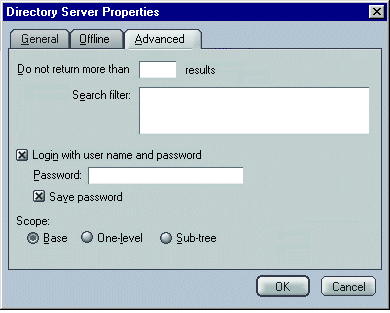 Directory Server Properties
General Offline Advanced
Do not return more than results
Search filter:
Login with user name and password
Password:
Save password
Scope:
Base One-level Sub-tree
OK Cancel